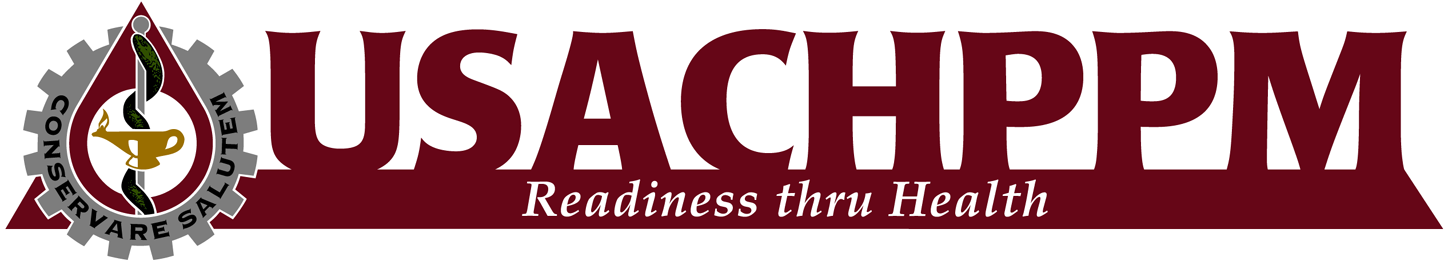 CONSERVARE SALUTEM
USACHPPM
Readiness thru Health